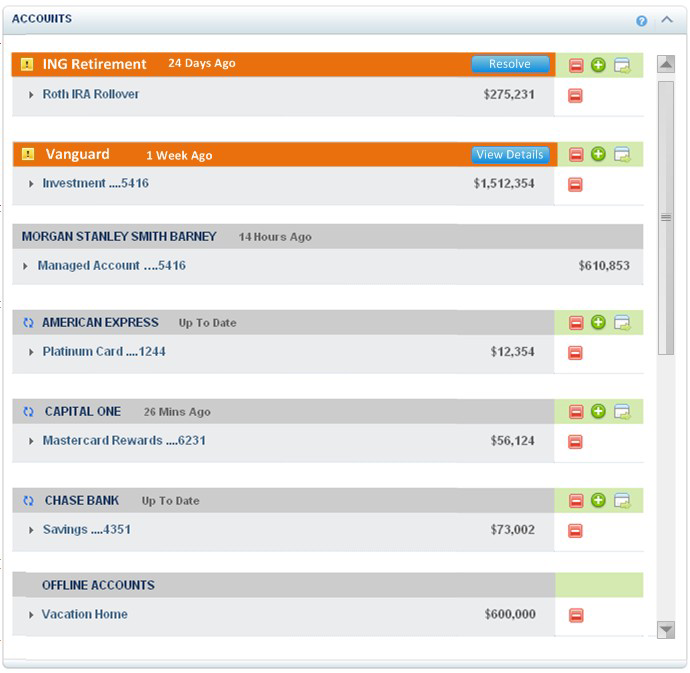 ACCOUNTS
ING Retirement 24 Days Ago Resolve
Roth IRA Rollover $275,231
Vanguard 1 Week Ago View Details
Investment ....5416 $1,512,354
MORGAN STANLEY SMITH BARNEY 14 Hours Ago
Managed Account ....5416 $610,853
AMERICAN EXPRESS Up To Date
Platinum Card ....1244 $12,354
CAPITAL ONE 26 Mins Ago
Mastercard Rewards ....6231 $56,124
CHASE BANK Up To Date
Savings ....4351 $73,002
OFFLINE ACCOUNTS
Vacation Home $600,000